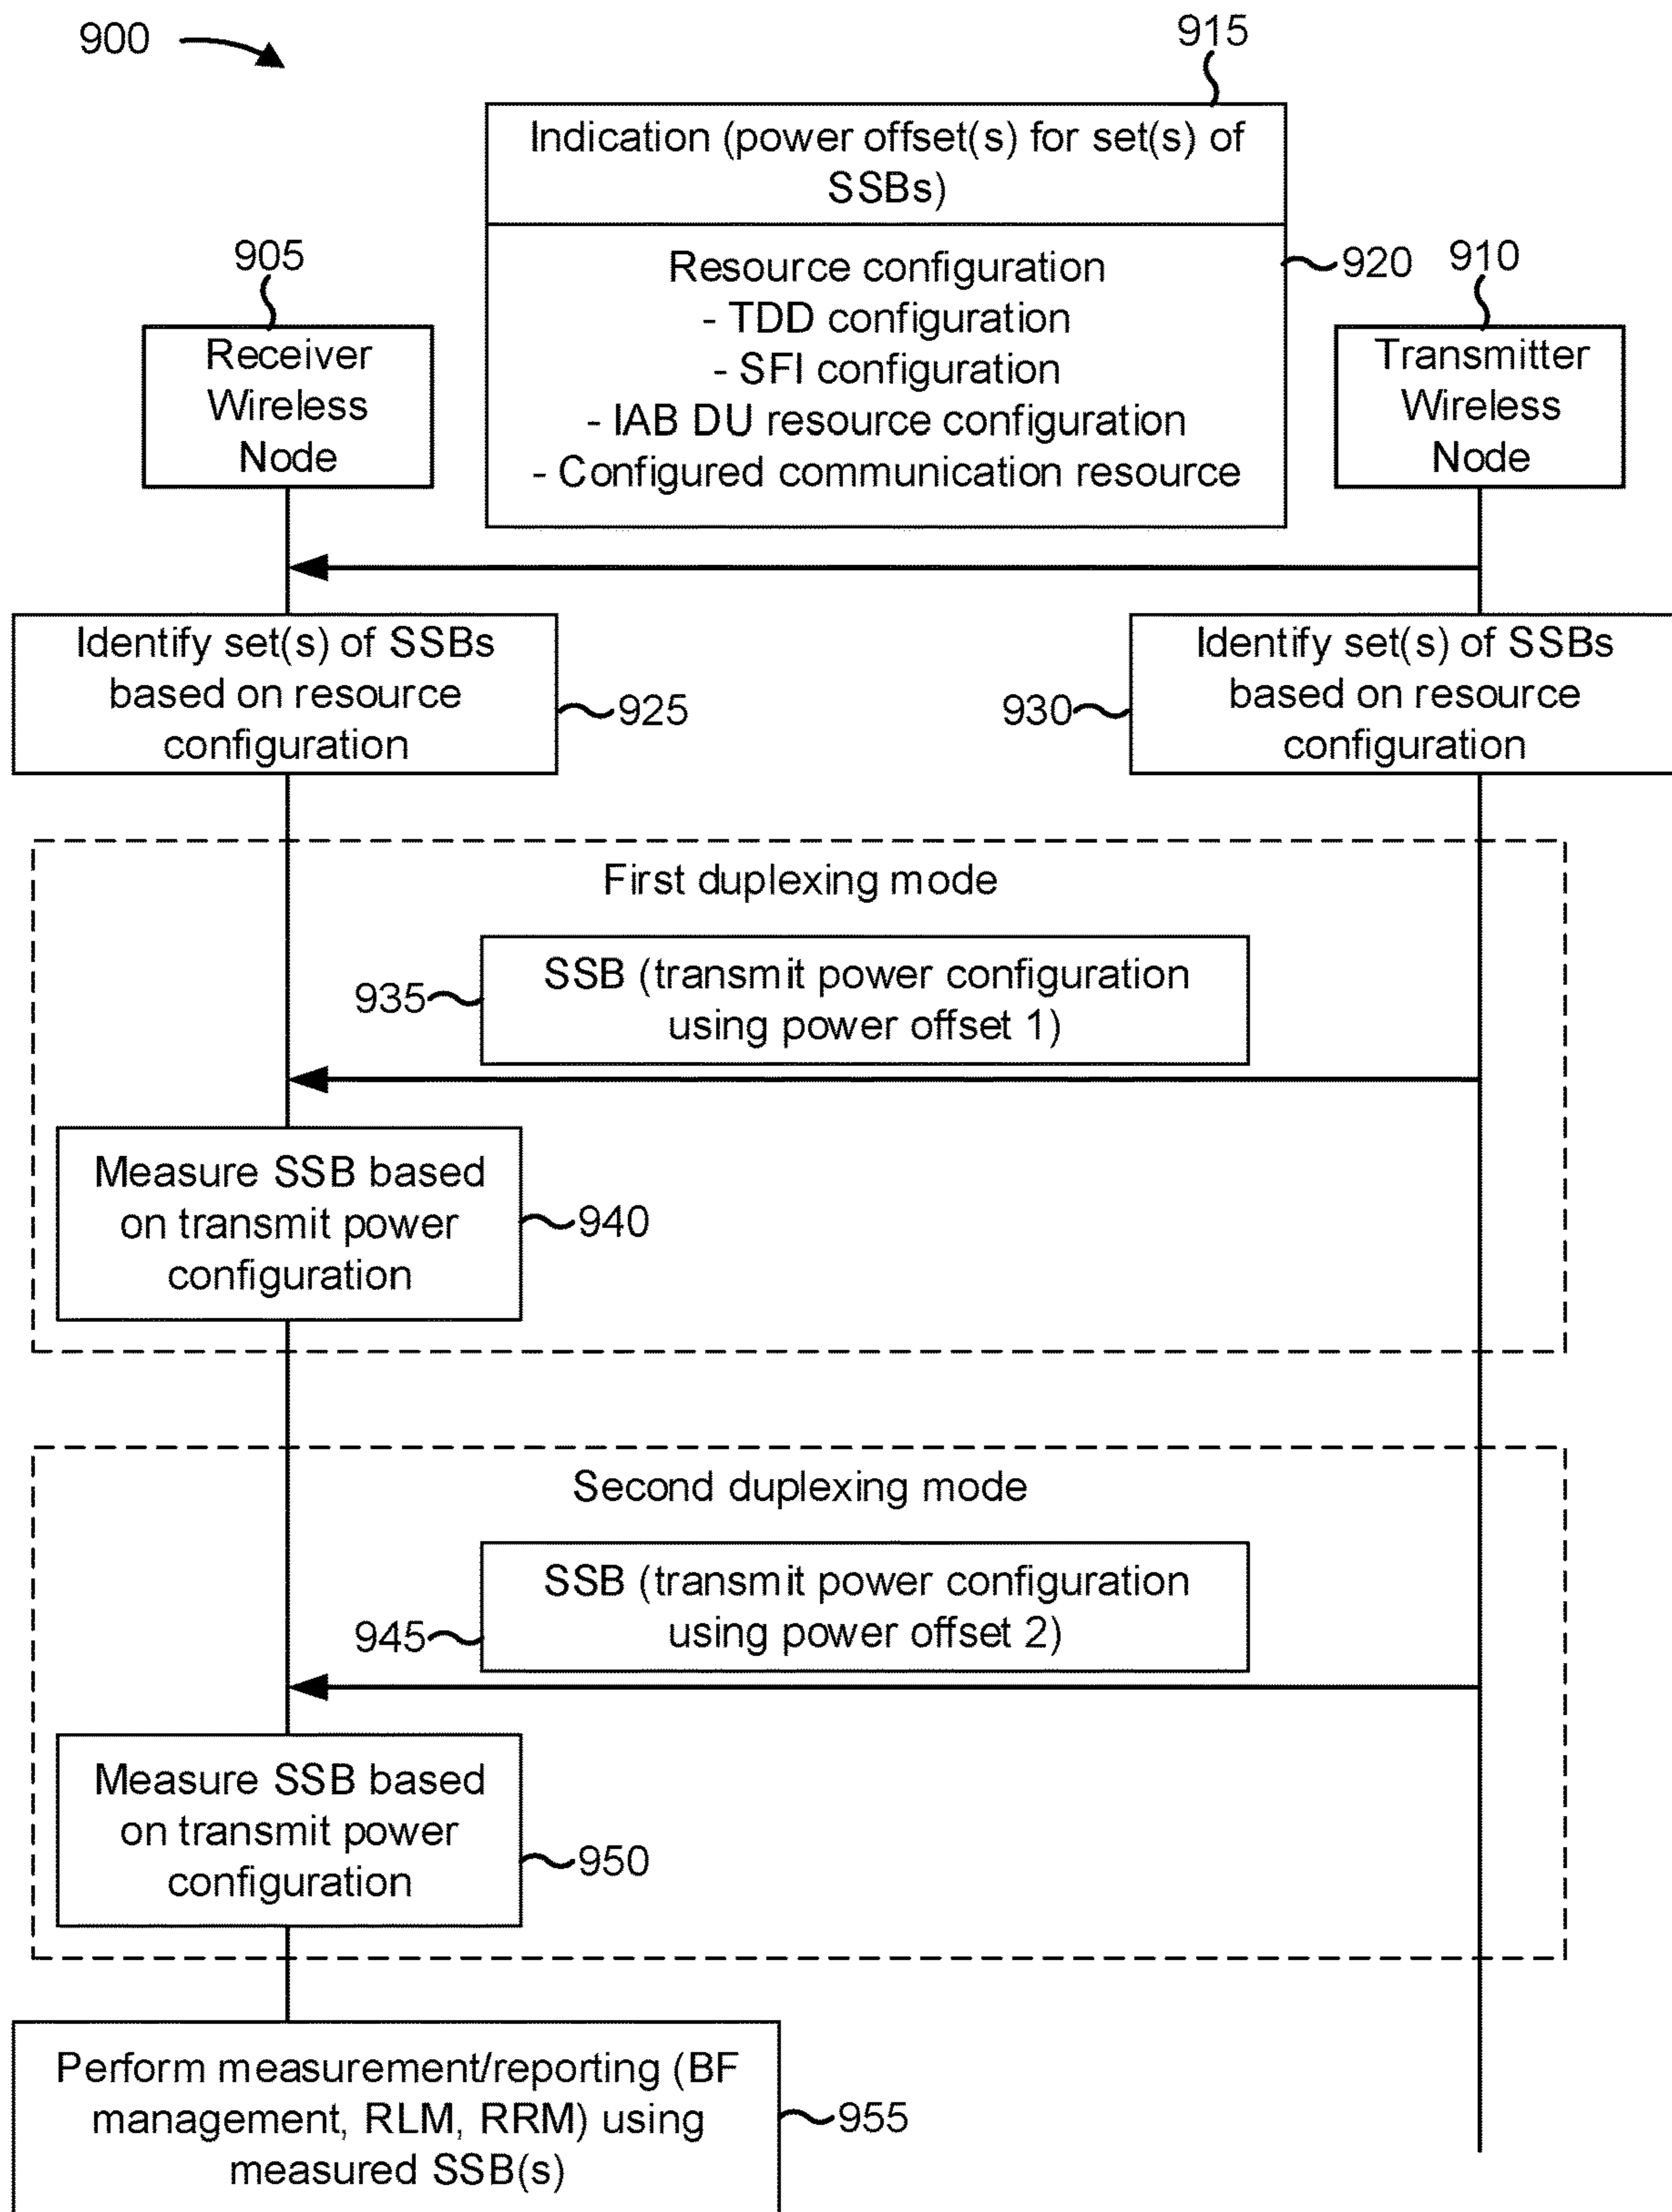 900
915
Indication (power offset(s) for set(s) of
SSBs)
905
Resource configuration
- TDD configuration
- SFI configuration
- IAB DU resource configuration
- Configured communication resource
920
910
Receiver
Wireless
Node
Transmitter
Wireless
Node
Identify set(s) of SSBs
based on resource
configuration
925
930
Identify set(s) of SSBs
based on resource
configuration
First duplexing mode
935
SSB (transmit power configuration
using power offset 1)
Measure SSB based
on transmit power
configuration
940
Second duplexing mode
945
SSB (transmit power configuration
using power offset 2)
Measure SSB based
on transmit power
configuration
950
Perform measurement/reporting (BF
management, RLM, RRM) using
measured SSB(s)
955